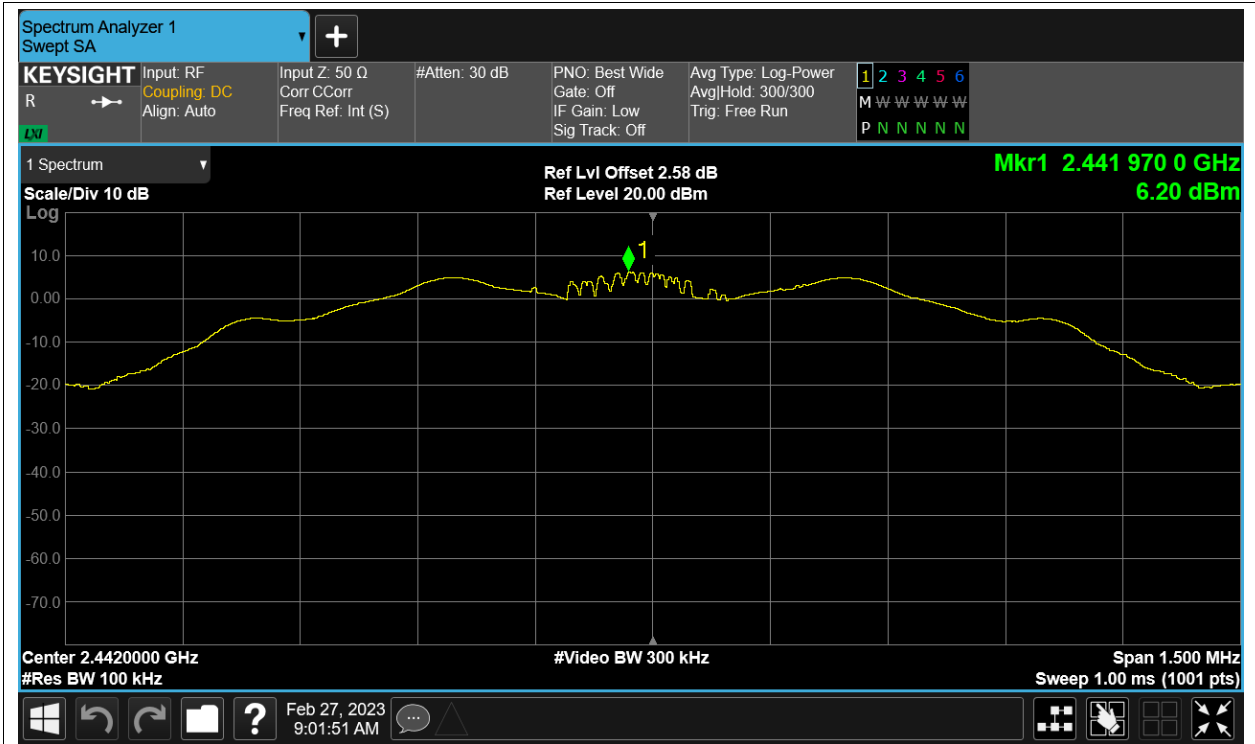 Spectrum Analyzer 1
Swept SA
+
KEYSIGHT
R
LXI
Input: RF
Coupling: DC
Align: Auto
Input Z: 50 Ω
Corr CCorr
Freq Ref: Int (S)
#Atten: 30 dB
PNO: Best Wide
Gate: Off
IF Gain: Low
Sig Track: Off
Avg Type: Log-Power
Avg|Hold: 300/300
Trig: Free Run
1 2 3 4 5 6
M W W W W W
P N N N N N
1 Spectrum
Scale/Div 10 dB
Log
Ref Lvl Offset 2.58 dB
Ref Level 20.00 dBm
Mkr1 2.441 970 0 GHz
6.20 dBm
1
10.0
0.00
-10.0
-20.0
-30.0
-40.0
-50.0
-60.0
-70.0
Center 2.4420000 GHz
#Res BW 100 kHz
#Video BW 300 kHz
Span 1.500 MHz
Sweep 1.00 ms (1001 pts)
?
Feb 27, 2023
9:01:51 AM